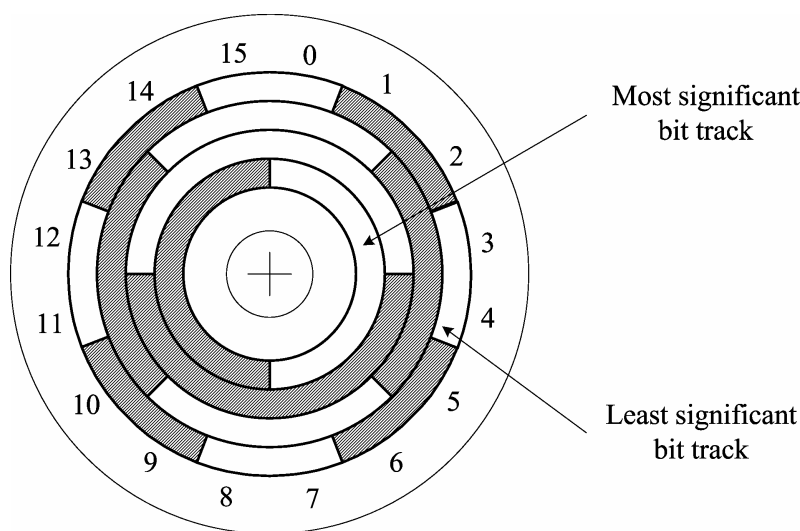 15 0
14 1
13 2
12 3
11 4
10 5
9 6
8 7
Most significant
bit track
Least significant
bit track